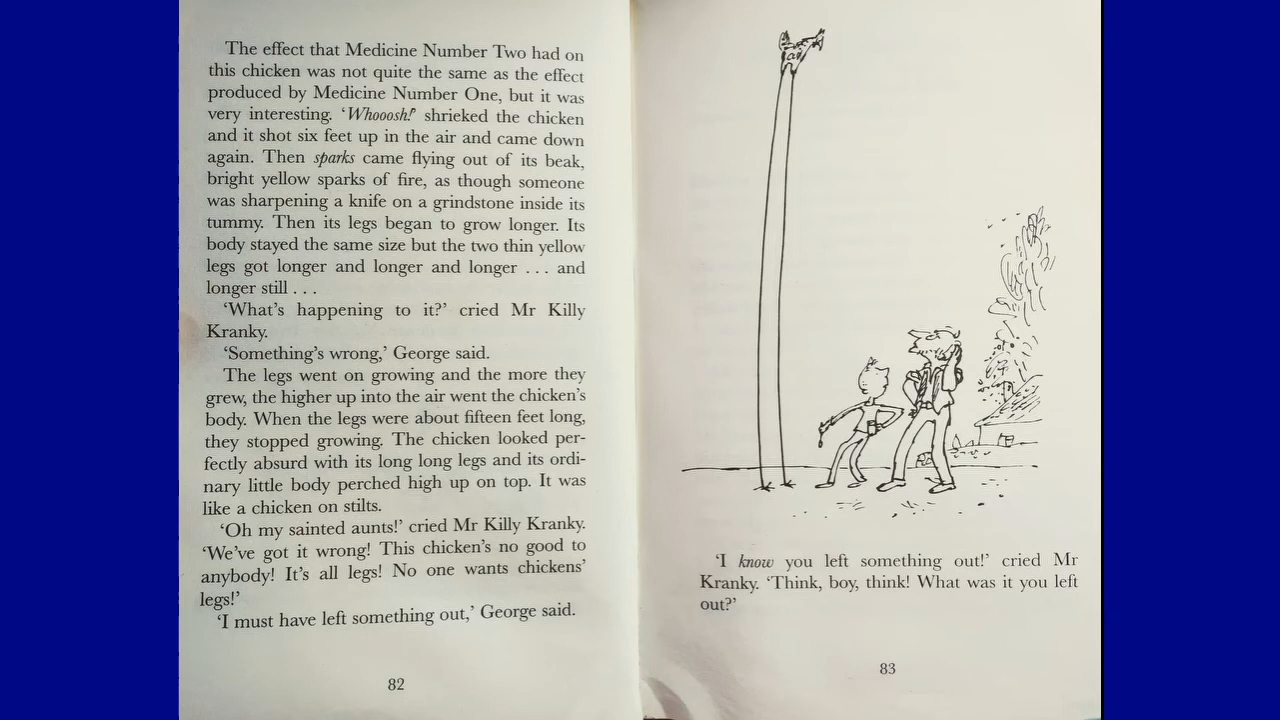 The effect that Medicine Number Two had on
this chicken was not quite the same as the effect
produced by Medicine Number One, but it was
very interesting. ‘Whooosh!’ shrieked the chicken
and it shot six feet up in the air and came down
again. Then sparks came flying out of its beak,
bright yellow sparks of fire, as though someone
was sharpening a knife on a grindstone inside its
tummy. Then its legs began to grow longer. Its
body stayed the same size but the two thin yellow
legs got longer and longer and longer . . . and
longer still . . .
‘What’s happening to it?’ cried Mr Killy
Kranky.
‘Something’s wrong,’ George said.
The legs went on growing and the more they
grew, the higher up into the air went the chicken’s
body. When the legs were about fifteen feet long,
they stopped growing. The chicken looked per-
fectly absurd with its long long legs and its ordi-
nary little body perched high up on top. It was
like a chicken on stilts.
‘Oh my sainted aunts!’ cried Mr Killy Kranky.
‘We’ve got it wrong! This chicken’s no good to
anybody! It’s all legs! No one wants chickens’
legs!’
‘I must have left something out,’ George said.
82
‘I know you left something out!’ cried Mr
Kranky. ‘Think, boy, think! What was it you left
out?’
83